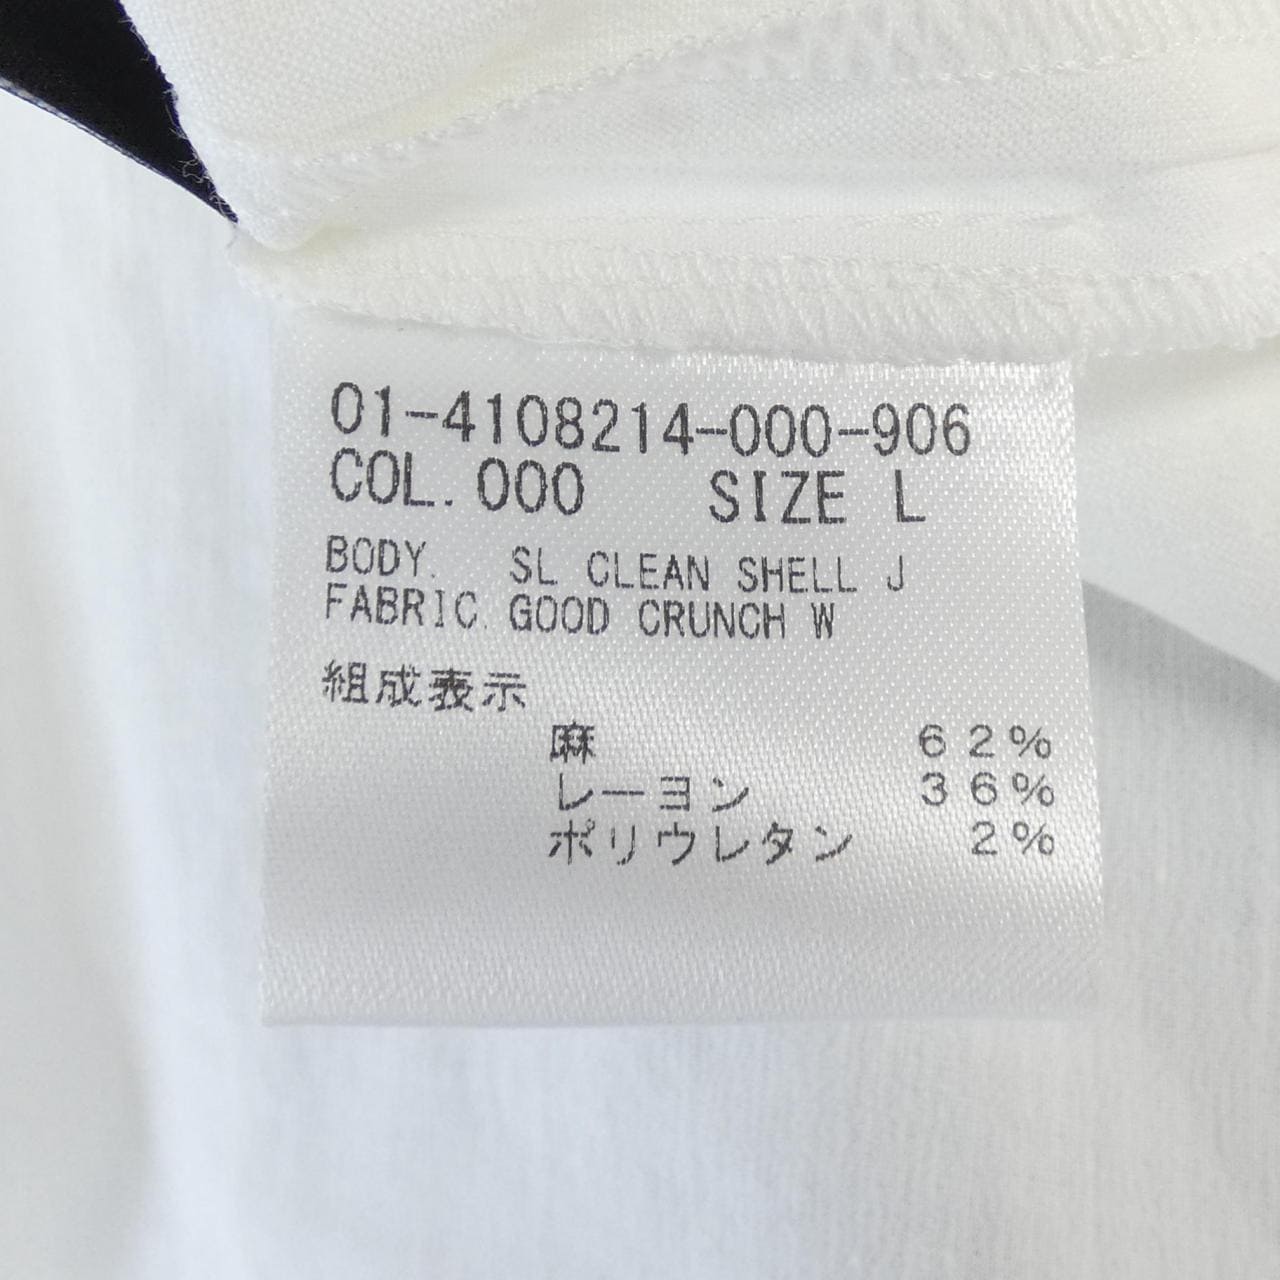 01-4108214-000-906
COL. 000 SIZE L
BODY. SL CLEAN SHELL J
FABRIC. GOOD CRUNCH W
組成表示
麻 62%
レーヨン 36%
ポリウレタン 2%